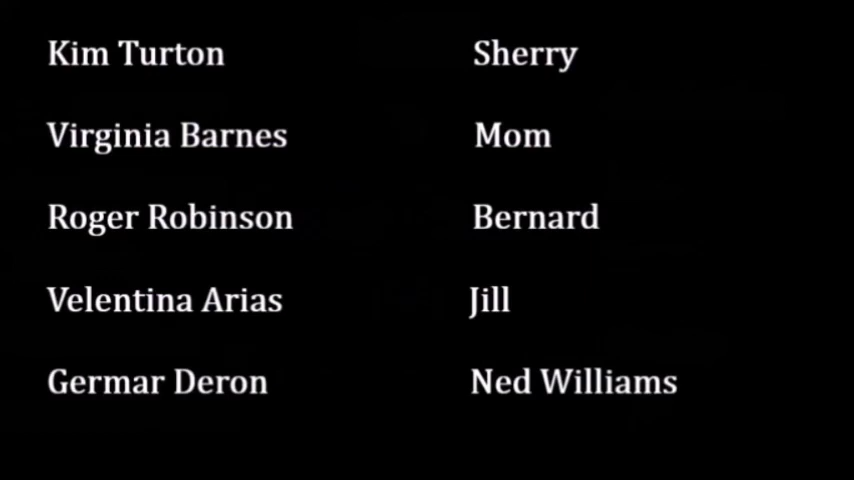 Kim Turton Sherry
Virginia Barnes Mom
Roger Robinson Bernard
Velentina Arias Jill
Germar Deron Ned Williams